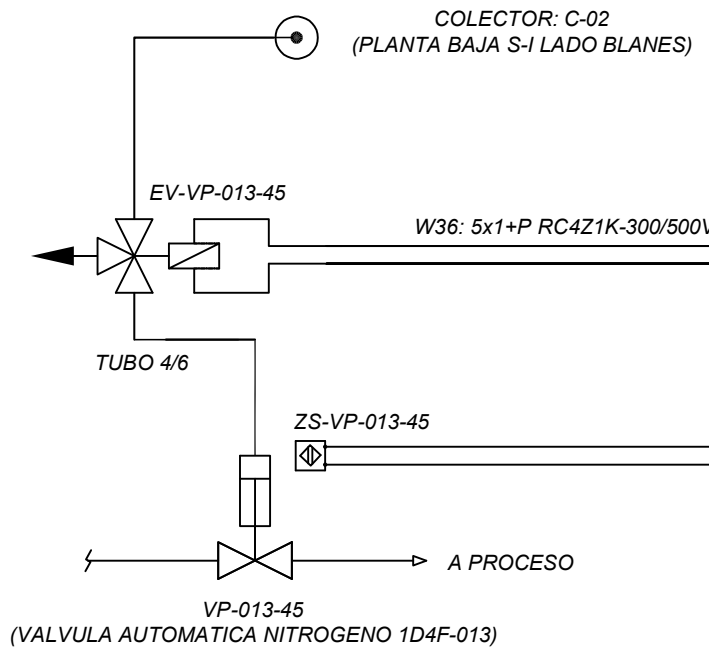 COLECTOR: C-02
(PLANTA BAJA S-I LADO BLANES)
EV-VP-013-45
W36: 5x1+P RC4Z1K-300/500V
TUBO 4/6
ZS-VP-013-45
A PROCESO
VP-013-45
(VALVULA AUTOMATICA NITROGENO 1D4F-013)